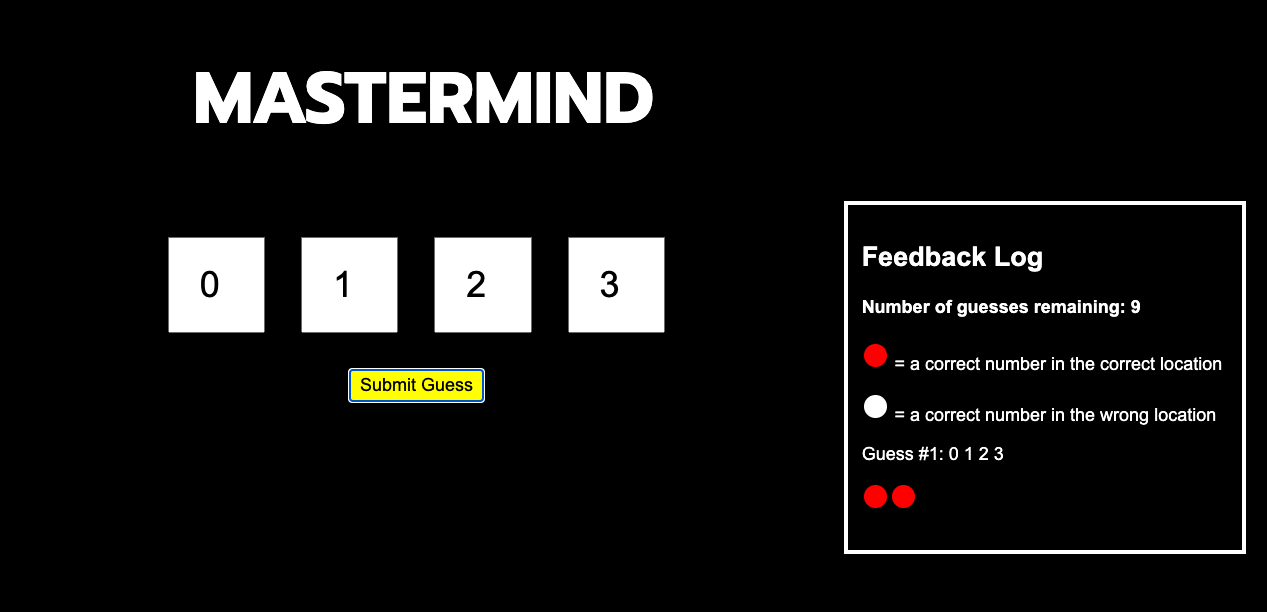 MASTERMIND
0 1 2 3
Submit Guess
Feedback Log
Number of guesses remaining: 9
= a correct number in the correct location
= a correct number in the wrong location
Guess #1: 0 1 2 3